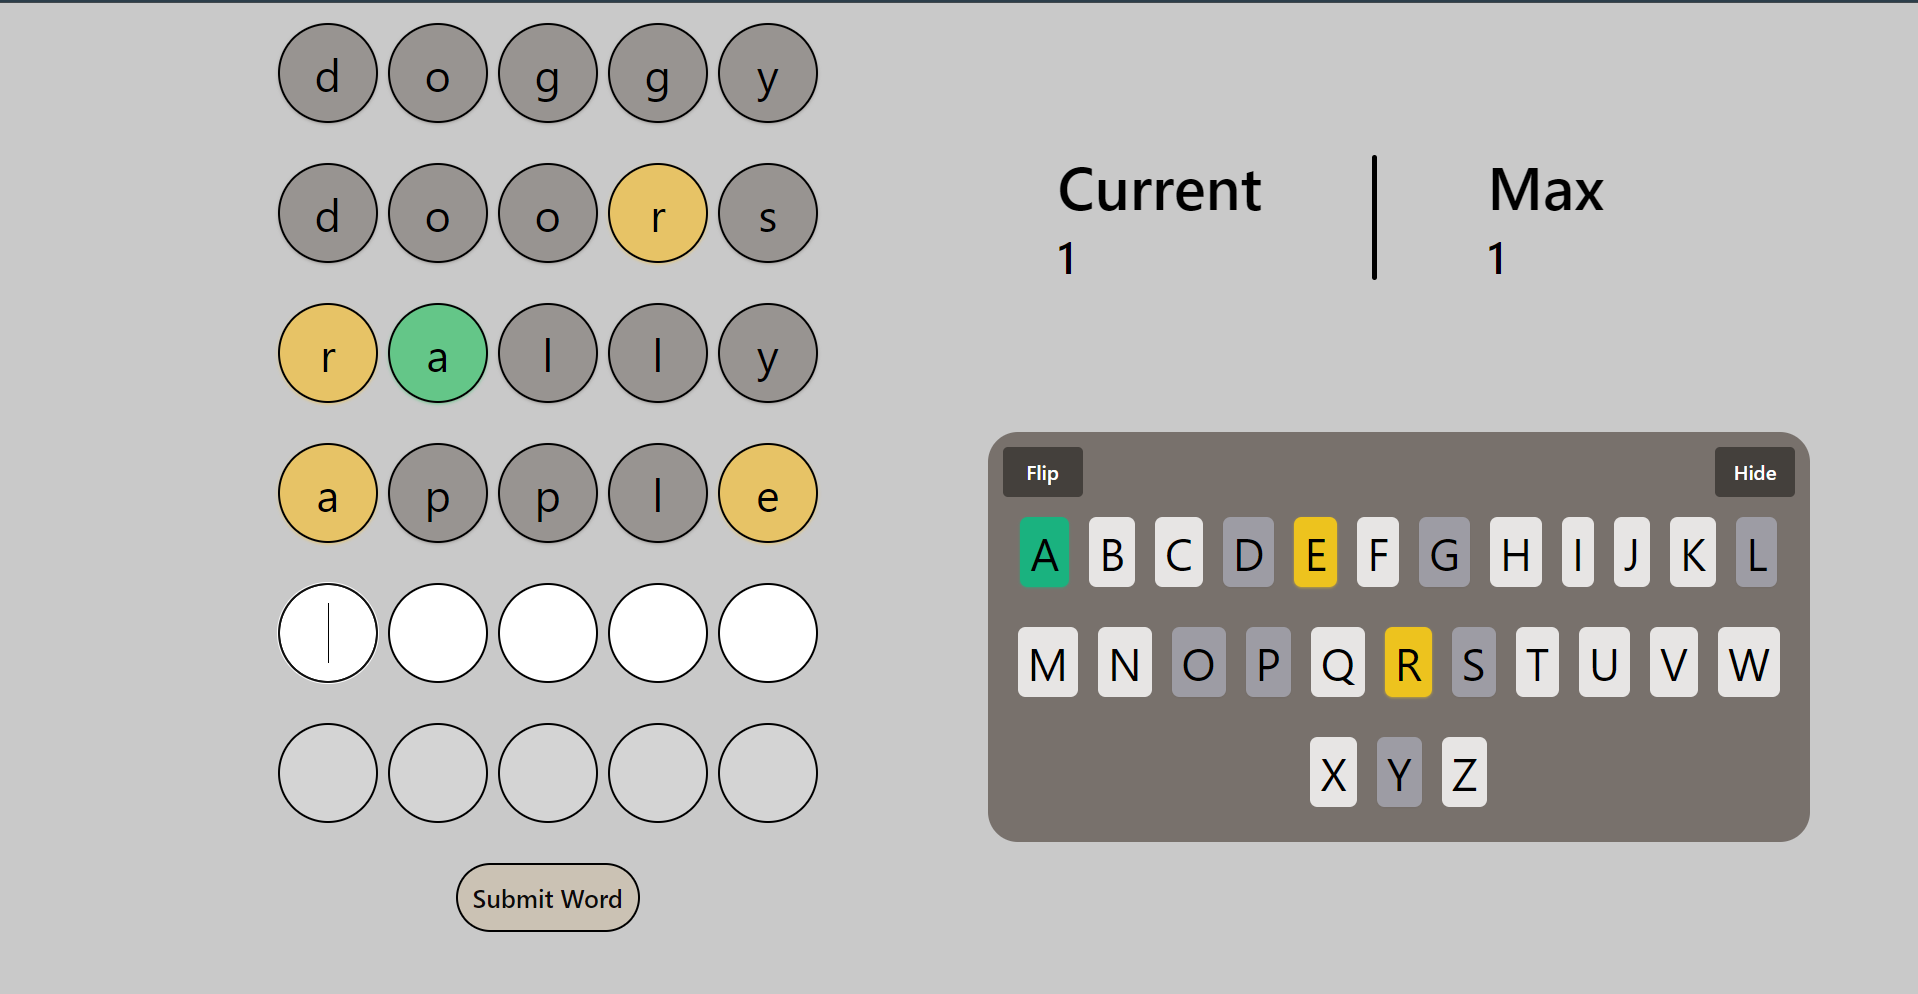 d o g g y
d o o r s
r a l l y
a p p l e
Submit Word
Current
1
Max
1
Flip
Hide
A B C D E F G H I J K L
M N O P Q R S T U V W
X Y Z